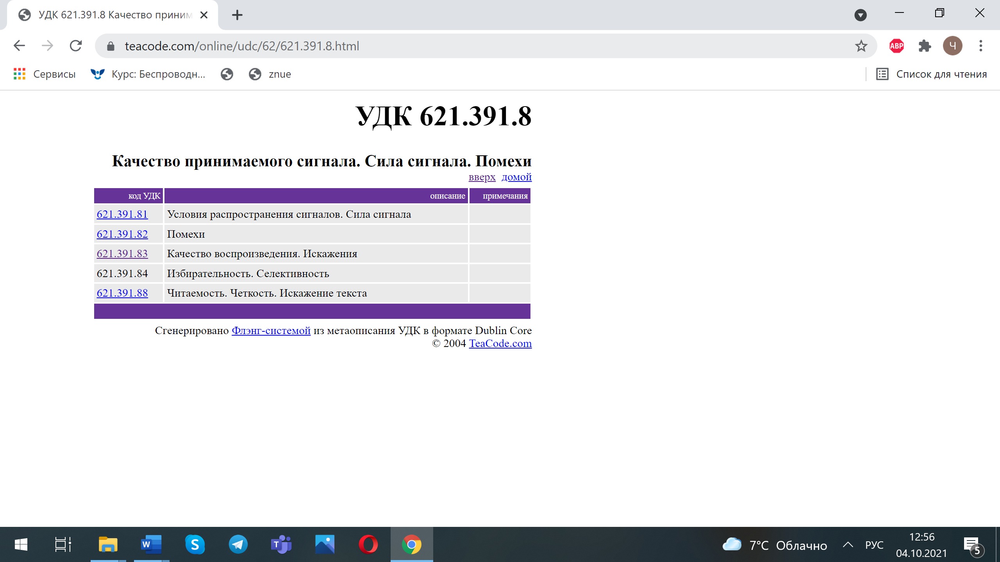 УДК 621.391.8 Качество приним
teacode.com/online/udc/62/621.391.8.html
ABP
Ч
Сервисы
Курс: Беспроводн...
znue
Список для чтения
УДК 621.391.8
Качество принимаемого сигнала. Сила сигнала. Помехи
вверх домой
код УДК описание примечания
621.391.81 Условия распространения сигналов. Сила сигнала
621.391.82 Помехи
621.391.83 Качество воспроизведения. Искажения
621.391.84 Избирательность. Селективность
621.391.88 Читаемость. Четкость. Искажение текста
Сгенерировано Флэнг-системой из метаописания УДК в формате Dublin Core
© 2004 TeaCode.com
W
S
T
7°C Облачно
РУС
12:56
04.10.2021
5